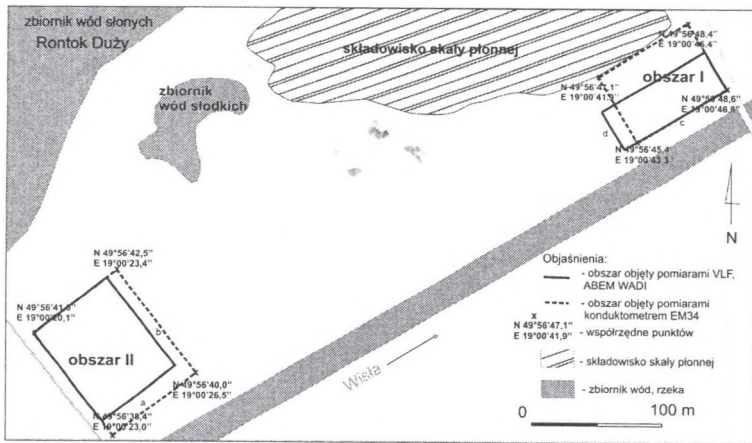 zbiornik wód słonych
Rontok Duży
zbiornik
wód słodkich
składowisko skały płonnej
N 49°56'48,4"
E 19°00'45,4"
obszar I
N 49°56'47,1"
E 19°00'41,9"
N 49°56'48,6"
E 19°00'46,8"
c
d
N 49°56'45,4
E 19°00'43 3"
N
N 49°56'42,5"
E 19°00'23,4"
N 49°56'41,0"
E 19°00'20,1"
b
obszar II
a
N 49°56'40,0"
E 19°00'26,5"
N 49°56'38,4"
E 19°00'23,0"
Wisła
Objaśnienia:
- obszar objęty pomiarami VLF,
ABEM WADI
- obszar objęty pomiarami
konduktometrem EM34
x
N 49°56'47,1"
E 19°00'41,9"
- współrzędne punktów
- składowisko skały płonnej
- zbiornik wód, rzeka
0 100 m